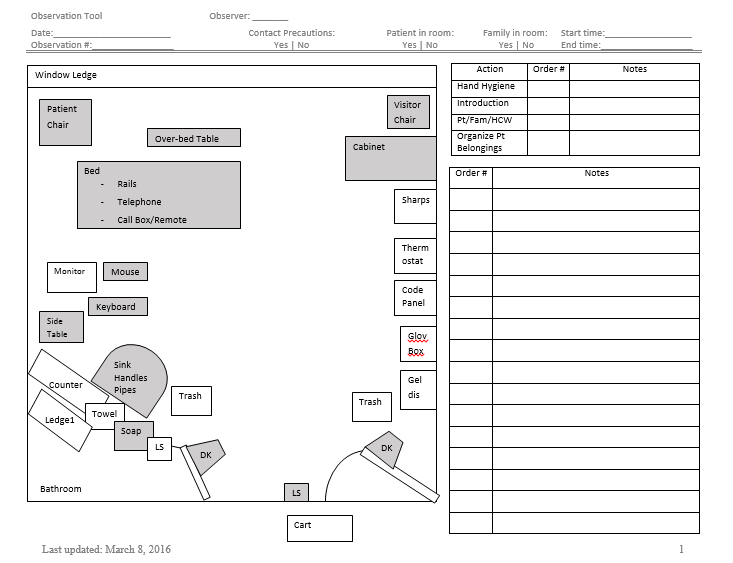 Observation Tool
Observer: _______
Date:____________________
Contact Precautions:
Patient in room:
Family in room:
Start time:___________________
Observation #:__________________
Yes | No
Yes | No
Yes | No
End time:____________________
Window Ledge
Patient
Chair
Visitor
Chair
Over-bed Table
Cabinet
Bed
- Rails
- Telephone
- Call Box/Remote
Sharps
Therm
ostat
Monitor
Mouse
Code
Panel
Keyboard
Side
Table
Glov
Box
Sink
Handles
Pipes
Counter
Gel
dis
Trash
Trash
Towel
Ledge1
Soap
LS
DK
DK
Bathroom
LS
Cart
Action
Order #
Notes
Hand Hygiene
Introduction
Pt/Fam/HCW
Organize Pt
Belongings
Order #
Notes
Last updated: March 8, 2016
1